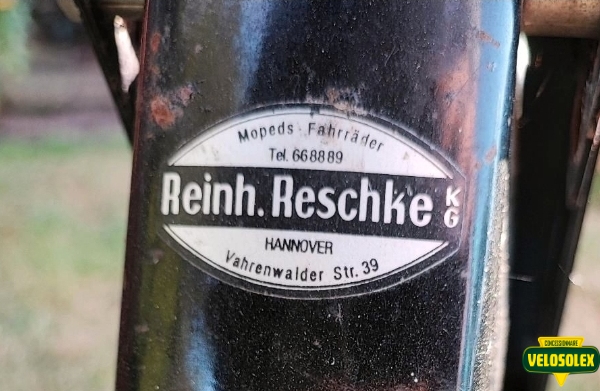 Mopeds - Fahrräder
Tel. 668889
Reinh. Reschke KG
HANNOVER
Vahrenwalder Str. 39
CONCESSIONNAIRE
VELOSOLEX